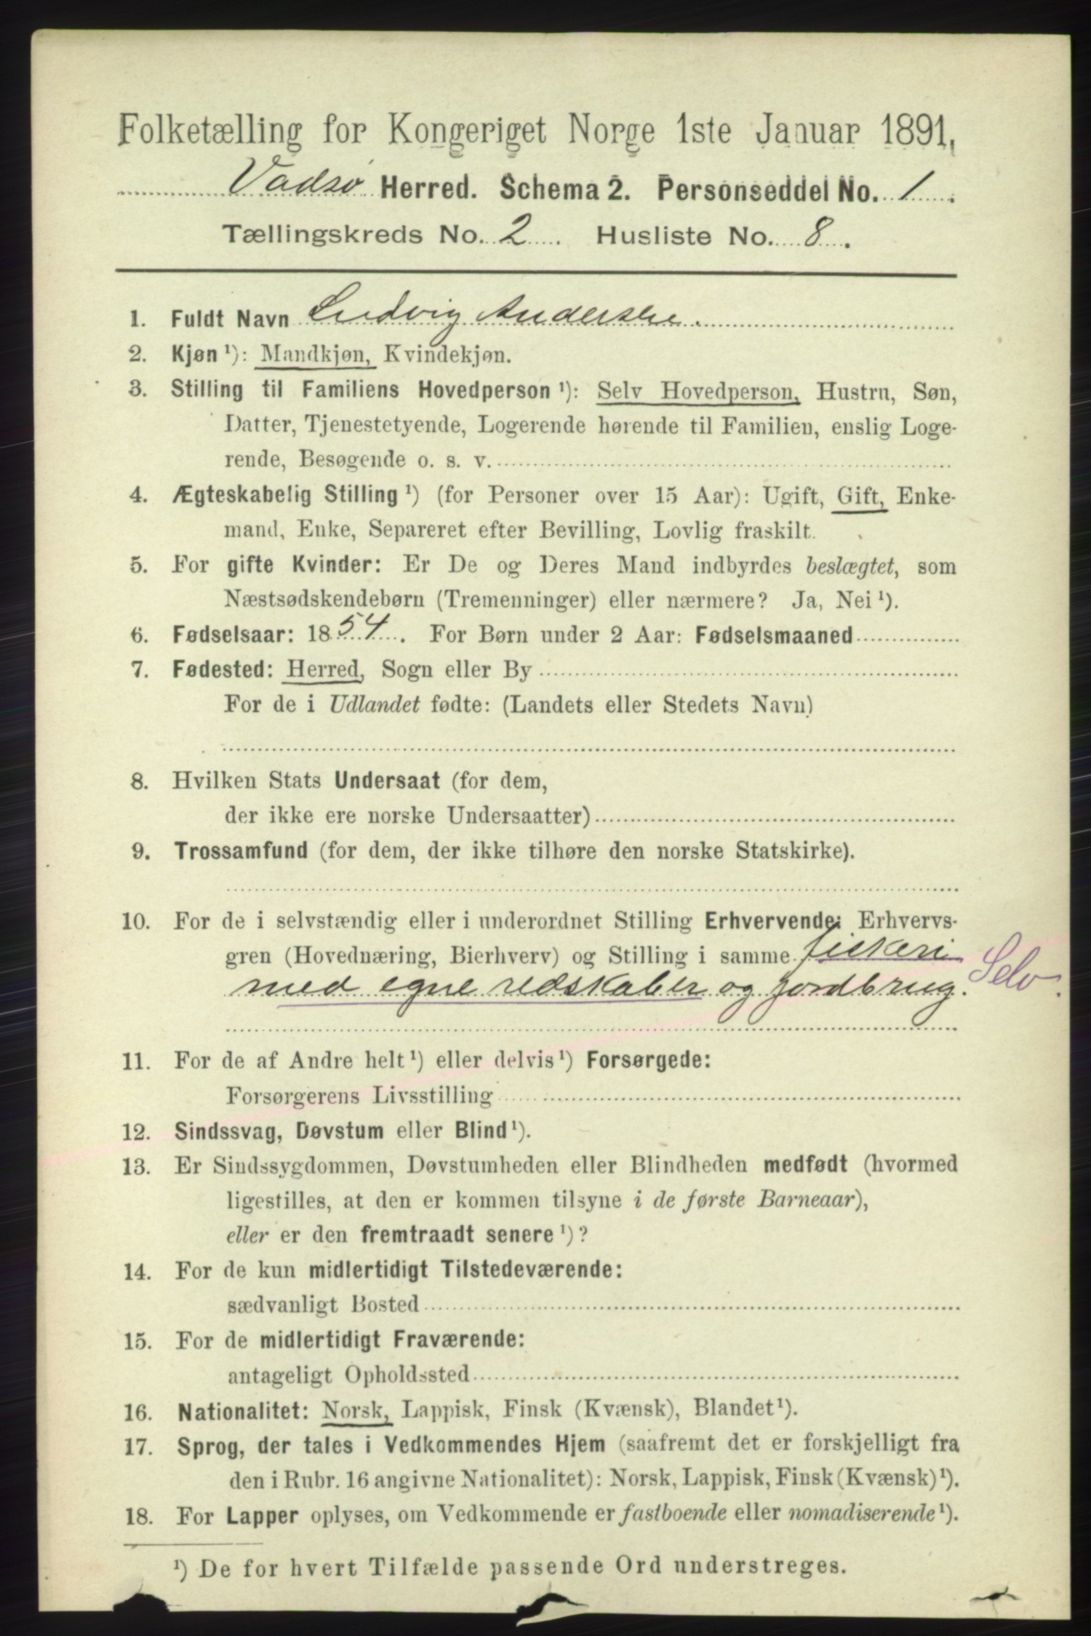 Folketælling for Kongeriget Norge 1ste Januar 1891.
Vadsø Herred. Schema 2. Personseddel No. 1.
Tællingskreds No. 2. Husliste No. 8.
1. Fuldt Navn Ludvig Andersen.
2. Kjøn ¹): Mandkjøn, Kvindekjøn.
3. Stilling til Familiens Hovedperson ¹): Selv Hovedperson, Hustru, Søn,
Datter, Tjenestetyende, Logerende hørende til Familien, enslig Loge-
rende, Besøgende o. s. v.
4. Ægteskabelig Stilling ¹) (for Personer over 15 Aar): Ugift, Gift, Enke-
mand, Enke, Separeret efter Bevilling, Lovlig fraskilt.
5. For gifte Kvinder: Er De og Deres Mand indbyrdes beslægtet, som
Næstsødskendebørn (Tremenninger) eller nærmere? Ja, Nei ¹).
6. Fødselsaar: 1854. For Børn under 2 Aar: Fødselsmaaned
7. Fødested: Herred, Sogn eller By
For de i Udlandet fødte: (Landets eller Stedets Navn)
8. Hvilken Stats Undersaat (for dem,
der ikke ere norske Undersaatter)
9. Trossamfund (for dem, der ikke tilhøre den norske Statskirke).
10. For de i selvstændig eller i underordnet Stilling Erhvervende: Erhvervs-
gren (Hovednæring, Bierhverv) og Stilling i samme fiskeri
med egne redskaber og jordbrug. Selv.
11. For de af Andre helt ¹) eller delvis ¹) Forsørgede:
Forsørgerens Livsstilling
12. Sindssvag, Døvstum eller Blind ¹).
13. Er Sindssygdommen, Døvstumheden eller Blindheden medfødt (hvormed
ligestilles, at den er kommen tilsyne i de første Barneaar),
eller er den fremtraadt senere ¹)?
14. For de kun midlertidigt Tilstedeværende:
sædvanligt Bosted
15. For de midlertidigt Fraværende:
antageligt Opholdssted
16. Nationalitet: Norsk, Lappisk, Finsk (Kvænsk), Blandet ¹).
17. Sprog, der tales i Vedkommendes Hjem (saafremt det er forskjelligt fra
den i Rubr. 16 angivne Nationalitet): Norsk, Lappisk, Finsk (Kvænsk) ¹).
18. For Lapper oplyses, om Vedkommende er fastboende eller nomadiserende ¹).
¹) De for hvert Tilfælde passende Ord understreges.